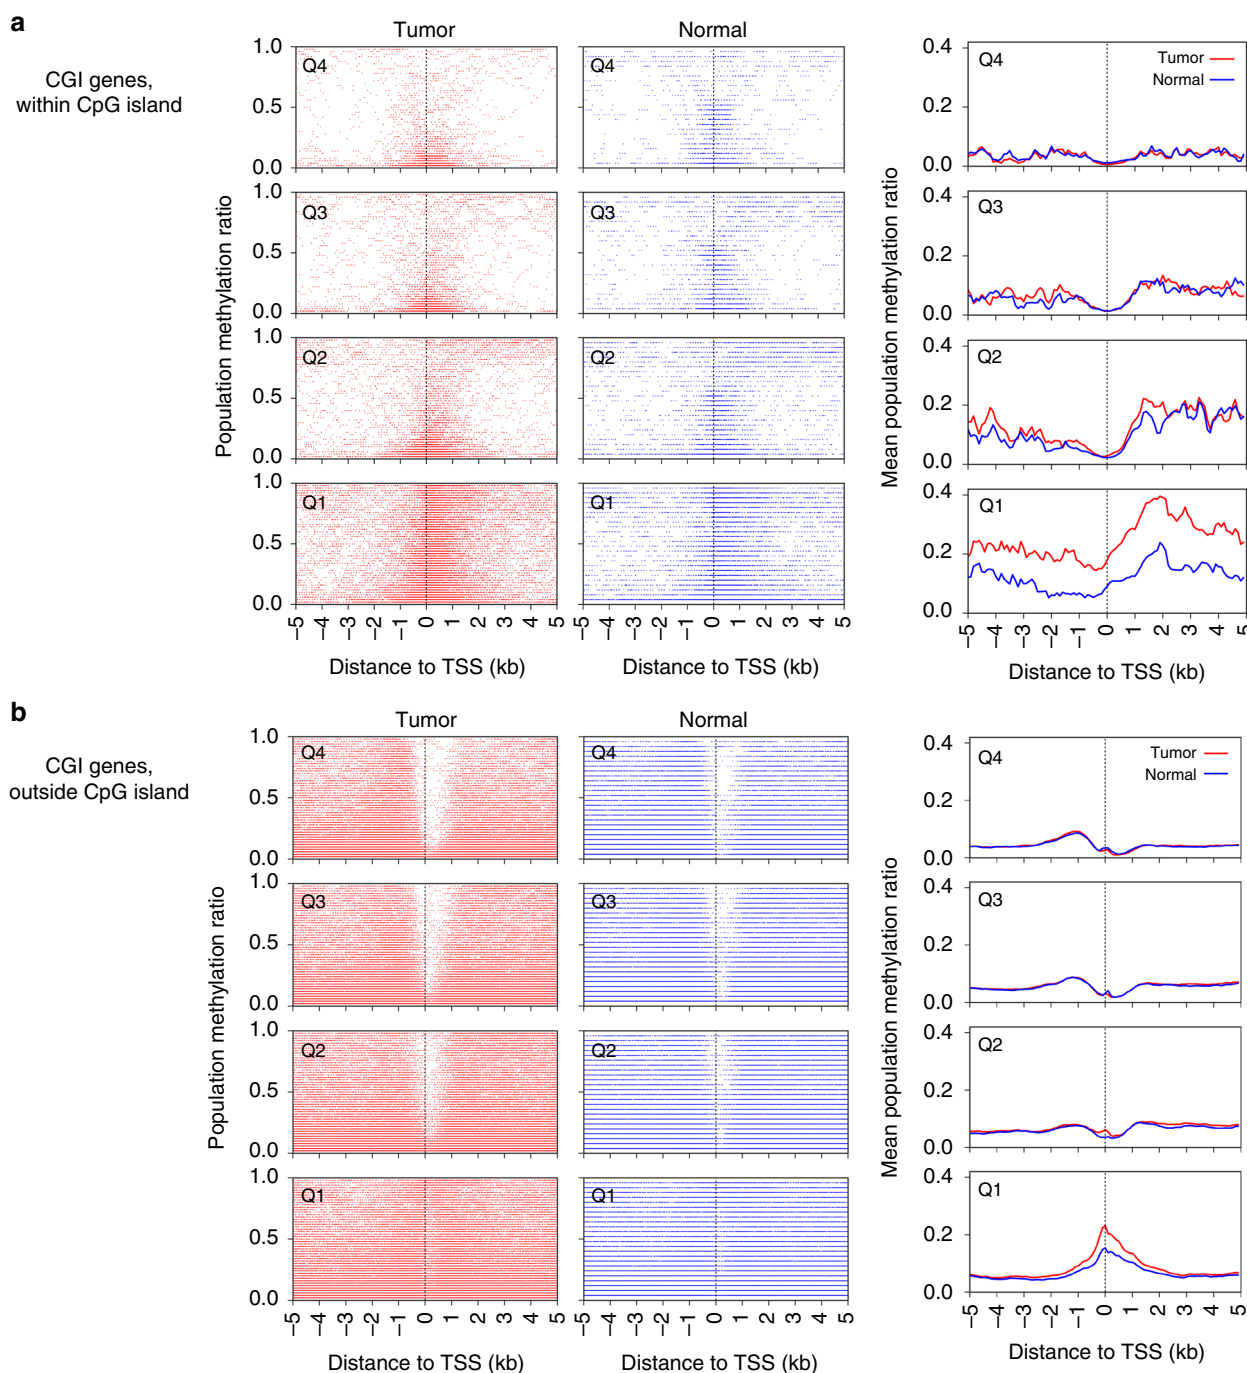 a
CGI genes,
within CpG island
Tumor
Normal
Population methylation ratio
1.0
0.5
0.0
Q4
Q4
1.0
0.5
0.0
Q3
Q3
1.0
0.5
0.0
Q2
Q2
1.0
0.5
0.0
Q1
Q1
−5 −4 −3 −2 −1 0 1 2 3 4 5
−5 −4 −3 −2 −1 0 1 2 3 4 5
Distance to TSS (kb)
Distance to TSS (kb)
Mean population methylation ratio
0.4
0.2
0.0
Q4
Tumor
Normal
0.4
0.2
0.0
Q3
0.4
0.2
0.0
Q2
0.4
0.2
0.0
Q1
−5 −4 −3 −2 −1 0 1 2 3 4 5
Distance to TSS (kb)
b
CGI genes,
outside CpG island
Tumor
Normal
Population methylation ratio
1.0
0.5
0.0
Q4
Q4
1.0
0.5
0.0
Q3
Q3
1.0
0.5
0.0
Q2
Q2
1.0
0.5
0.0
Q1
Q1
−5 −4 −3 −2 −1 0 1 2 3 4 5
−5 −4 −3 −2 −1 0 1 2 3 4 5
Distance to TSS (kb)
Distance to TSS (kb)
Mean population methylation ratio
0.4
0.2
0.0
Q4
Tumor
Normal
0.4
0.2
0.0
Q3
0.4
0.2
0.0
Q2
0.4
0.2
0.0
Q1
−5 −4 −3 −2 −1 0 1 2 3 4 5
Distance to TSS (kb)